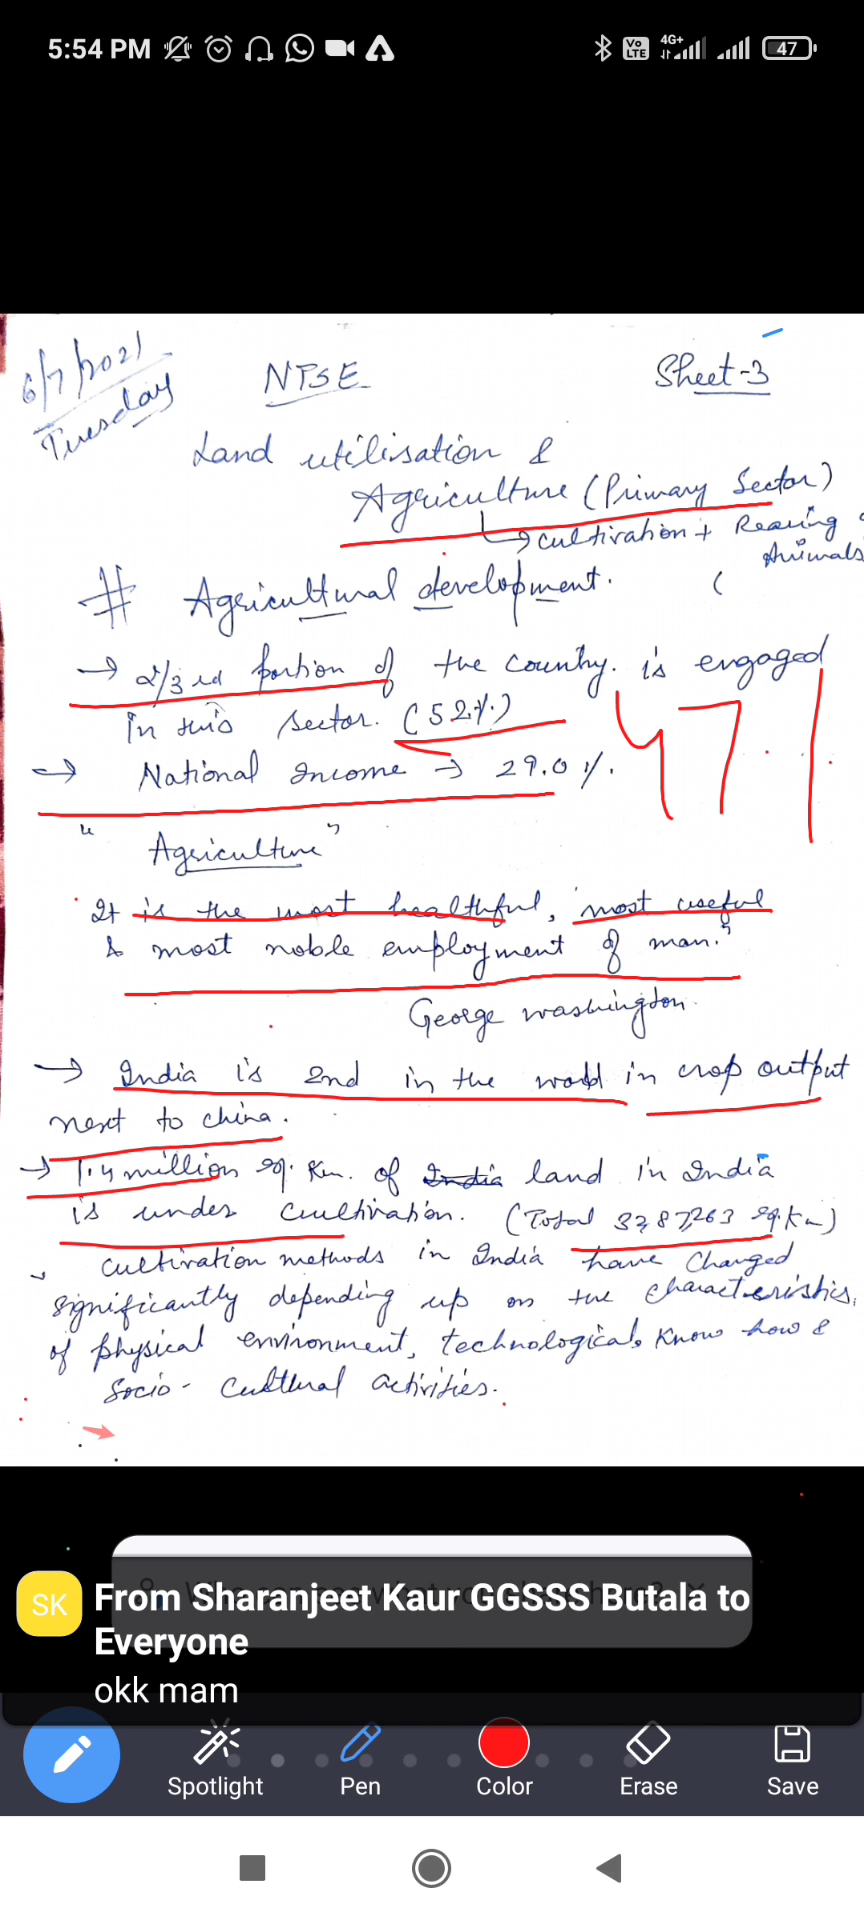 5:54 PM
Vo LTE 4G+ 47
6/7/2021
Tuesday
NTSE
Sheet-3
Land utilisation &
Agriculture (Primary Sector)
↳ cultivation + Rearing
Animals
# Agricultural development. (
→ 2/3rd portion of the country. is engaged
in this sector. (52%)
47
→ National Income → 29.0%.
"Agriculture"
"It is the most healthful, most useful
& most noble employment of man."
George washington.
→ India is 2nd in the world in crop output
next to china.
→ 1.4 million sq. Km. of India land in India
is under cultivation. (Total 3287,263 sq.km)
cultivation methods in India have changed
significantly depending up on the characteristics,
of physical environment, technological, know how &
Socio-cultural activities.
SK From Sharanjeet Kaur GGSSS Butala to
Everyone
okk mam
Spotlight Pen Color Erase Save